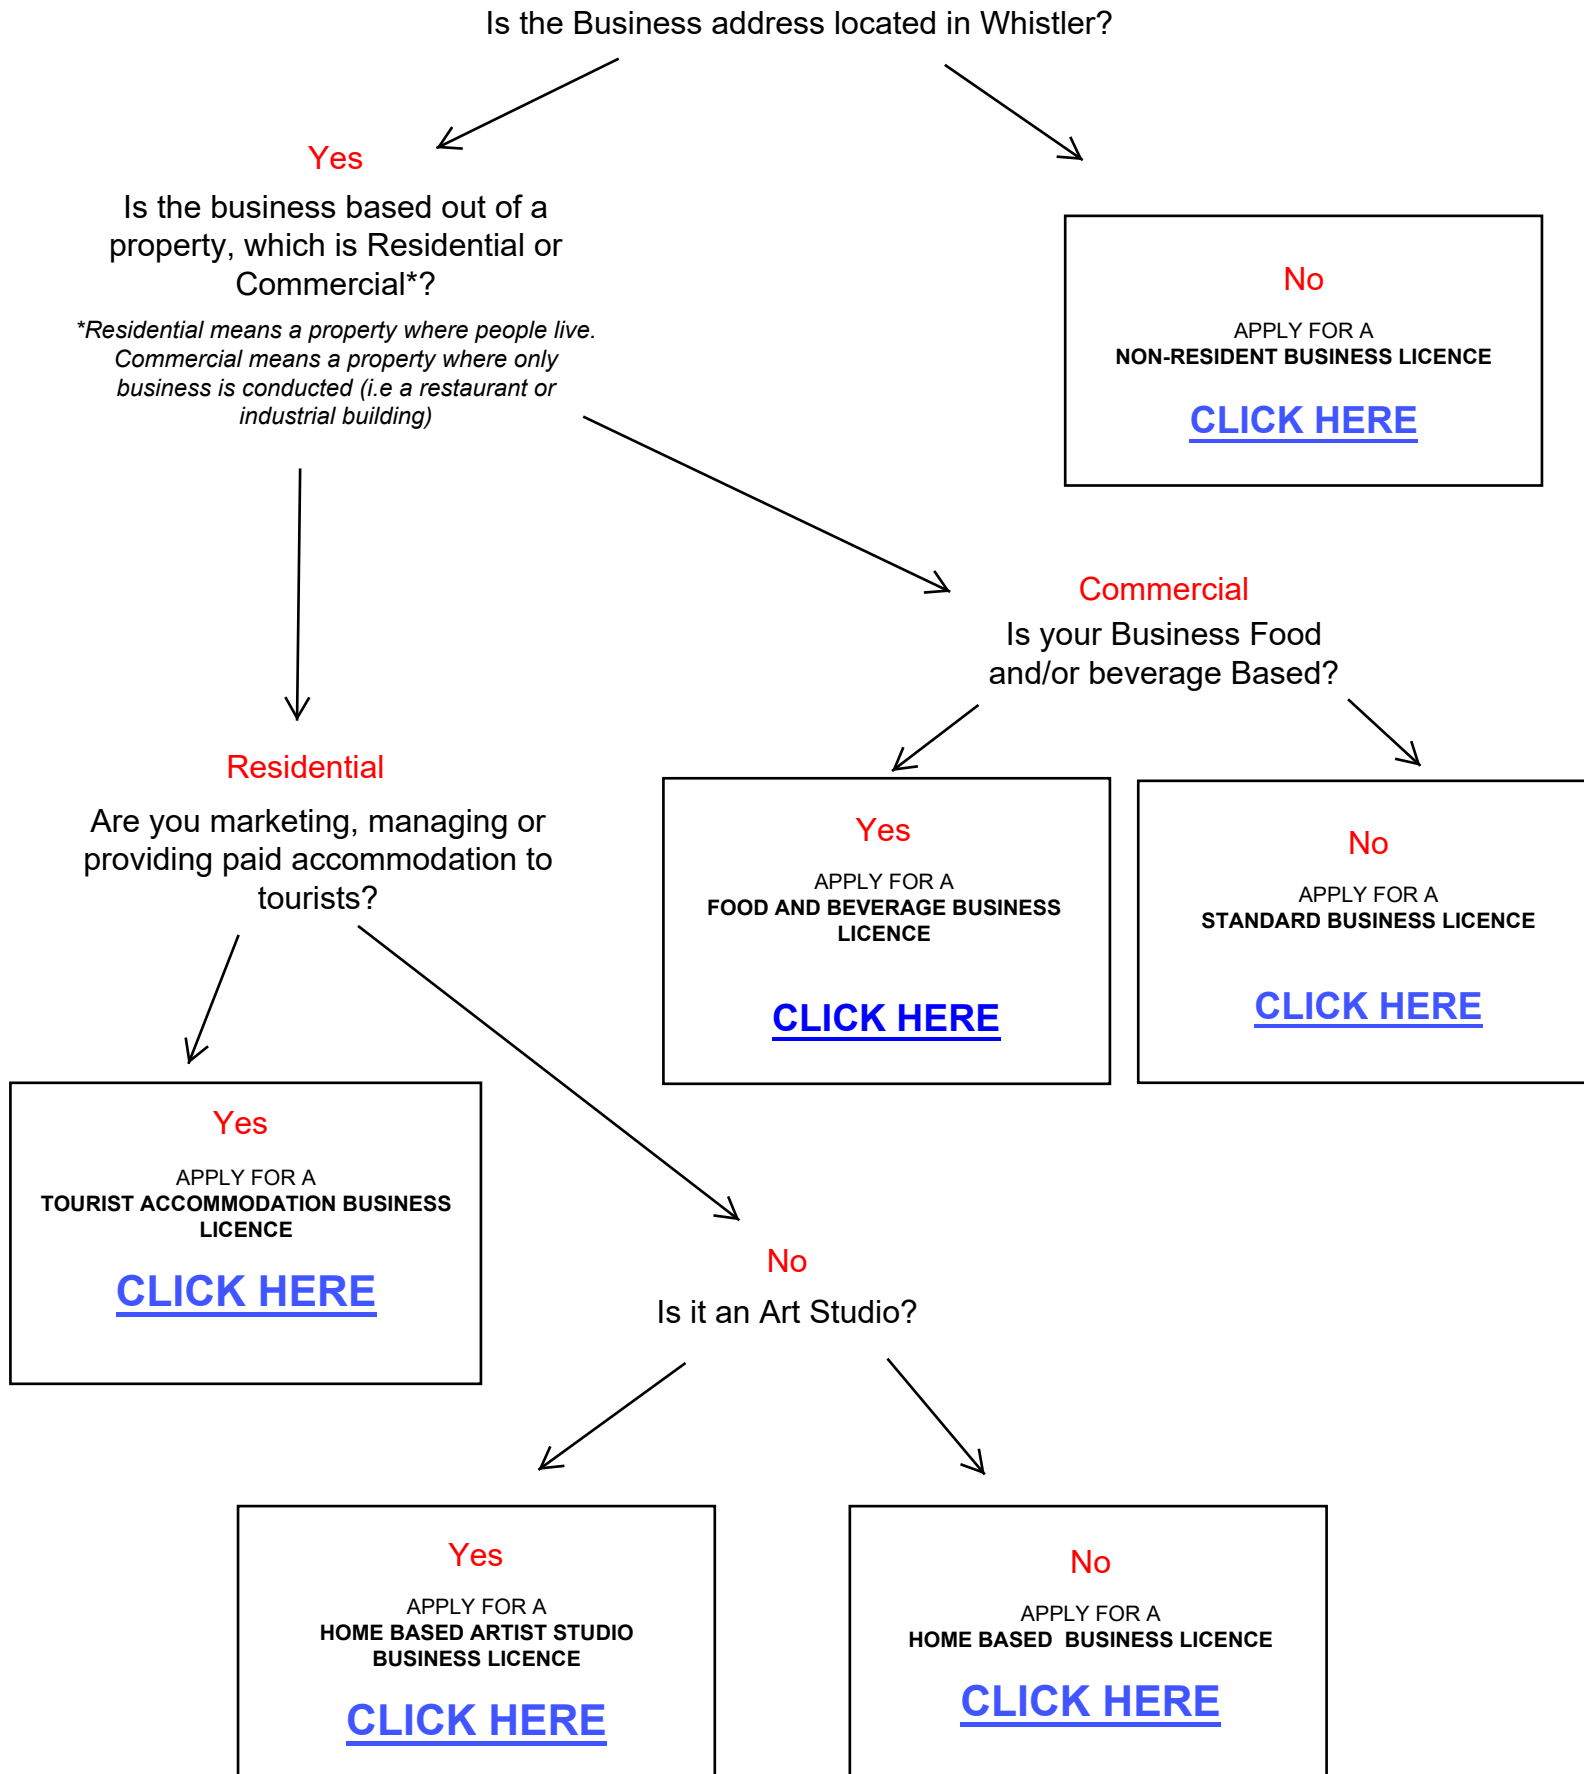 Is the Business address located in Whistler?
Yes
Is the business based out of a
property, which is Residential or
Commercial*?
*Residential means a property where people live.
Commercial means a property where only
business is conducted (i.e a restaurant or
industrial building)
No
APPLY FOR A
NON-RESIDENT BUSINESS LICENCE
CLICK HERE
Commercial
Is your Business Food
and/or beverage Based?
Residential
Are you marketing, managing or
providing paid accommodation to
tourists?
Yes
APPLY FOR A
FOOD AND BEVERAGE BUSINESS
LICENCE
CLICK HERE
No
APPLY FOR A
STANDARD BUSINESS LICENCE
CLICK HERE
Yes
APPLY FOR A
TOURIST ACCOMMODATION BUSINESS
LICENCE
CLICK HERE
No
Is it an Art Studio?
Yes
APPLY FOR A
HOME BASED ARTIST STUDIO
BUSINESS LICENCE
CLICK HERE
No
APPLY FOR A
HOME BASED  BUSINESS LICENCE
CLICK HERE